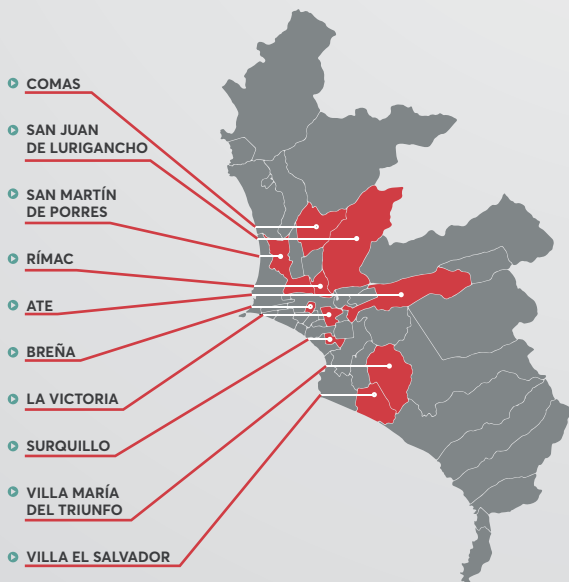 COMAS
SAN JUAN
DE LURIGANCHO
SAN MARTÍN
DE PORRES
RÍMAC
ATE
BREÑA
LA VICTORIA
SURQUILLO
VILLA MARÍA
DEL TRIUNFO
VILLA EL SALVADOR